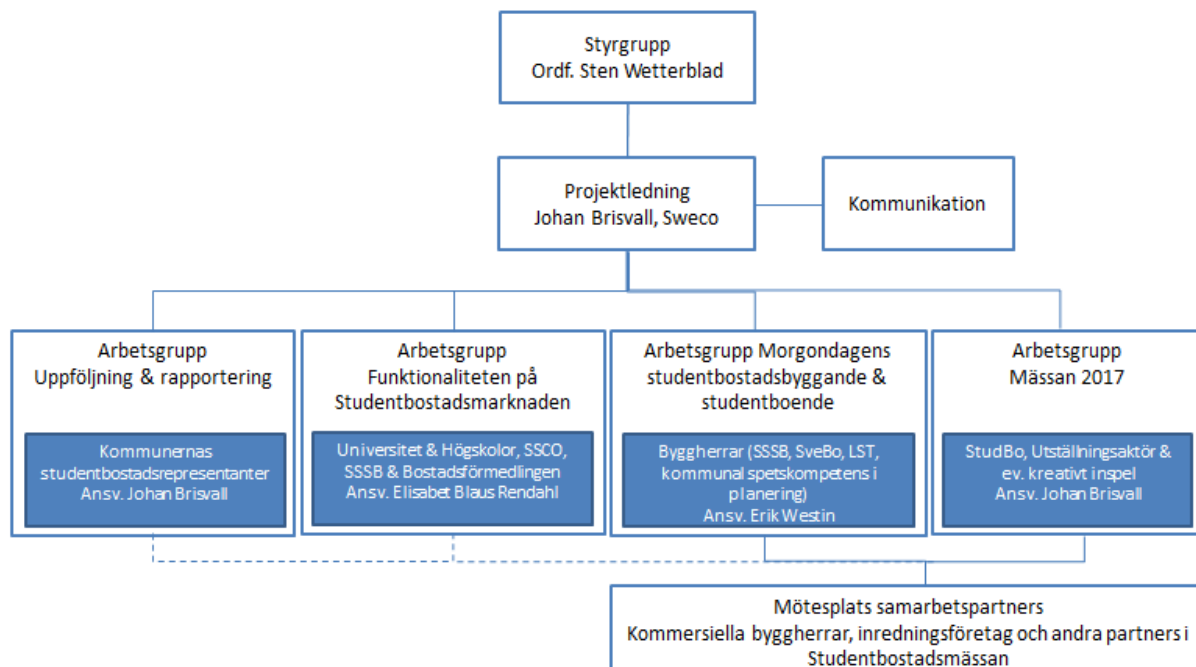 Styrgrupp
Ordf. Sten Wetterblad
Projektledning
Johan Brisvall, Sweco
Kommunikation
Arbetsgrupp
Uppföljning & rapportering
Kommunernas
studentbostadsrepresentanter
Ansv. Johan Brisvall
Arbetsgrupp
Funktionaliteten på
Studentbostadsmarknaden
Universitet & Högskolor, SSCO,
SSSB & Bostadsförmedlingen
Ansv. Elisabet Blaus Rendahl
Arbetsgrupp Morgondagens
studentbostadsbyggande &
studentboende
Byggherrar (SSSB, SveBo, LST,
kommunal spetskompetens i
planering)
Ansv. Erik Westin
Arbetsgrupp
Mässan 2017
StudBo, Utställningsaktör &
ev. kreativt inspel
Ansv. Johan Brisvall
Mötesplats samarbetspartners
Kommersiella byggherrar, inredningsföretag och andra partners i
Studentbostadsmässan